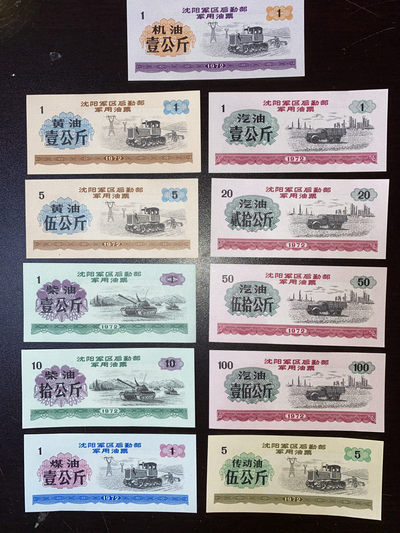 沈阳军区后勤部
军用油票
1
机油
1
壹公斤
1972
沈阳军区后勤部
军用油票
1
黄油
1
壹公斤
1972
沈阳军区后勤部
军用油票
1
汽油
1
壹公斤
1972
沈阳军区后勤部
军用油票
5
黄油
5
伍公斤
1972
沈阳军区后勤部
军用油票
20
汽油
20
贰拾公斤
1972
沈阳军区后勤部
军用油票
1
柴油
1
壹公斤
1972
沈阳军区后勤部
军用油票
50
汽油
50
伍拾公斤
1972
沈阳军区后勤部
军用油票
10
柴油
10
拾公斤
1972
沈阳军区后勤部
军用油票
100
汽油
100
壹佰公斤
1972
沈阳军区后勤部
军用油票
1
煤油
1
壹公斤
1972
沈阳军区后勤部
军用油票
5
传动油
5
伍公斤
1972